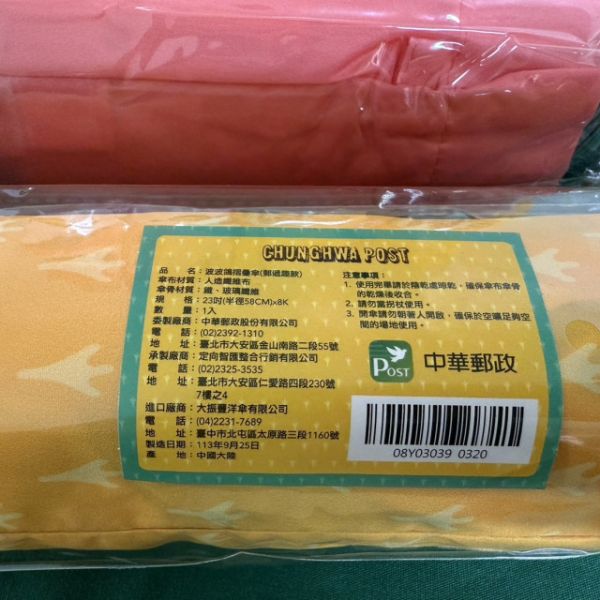 CHUNGHWA POST
品　　名：波波鴿摺疊傘(郵遞趣款)
傘布材質：人造纖維布
傘骨材質：鐵、玻璃纖維
規　　格：23吋(半徑58CM)x8K
數　　量：1入
委製廠商：中華郵政股份有限公司
電　　話：(02)2392-1310
地　　址：臺北市大安區金山南路二段55號
承製廠商：定向智匯整合行銷有限公司
電　　話：(02)2325-3535
地　　址：臺北市大安區仁愛路四段230號
7樓之4
進口廠商：大振豐洋傘有限公司
電　　話：(04)2231-7689
地　　址：臺中市北屯區太原路三段1160號
製造日期：113年9月25日
產　　地：中國大陸
注意事項：
1. 使用完畢請於陰乾處晾乾，確保傘布傘骨
的乾燥後收合。
2. 請勿當拐杖使用。
3. 開傘請勿朝著人開啟，確保於空曠足夠空
間的場地使用。
POST
中華郵政
08Y03039 0320